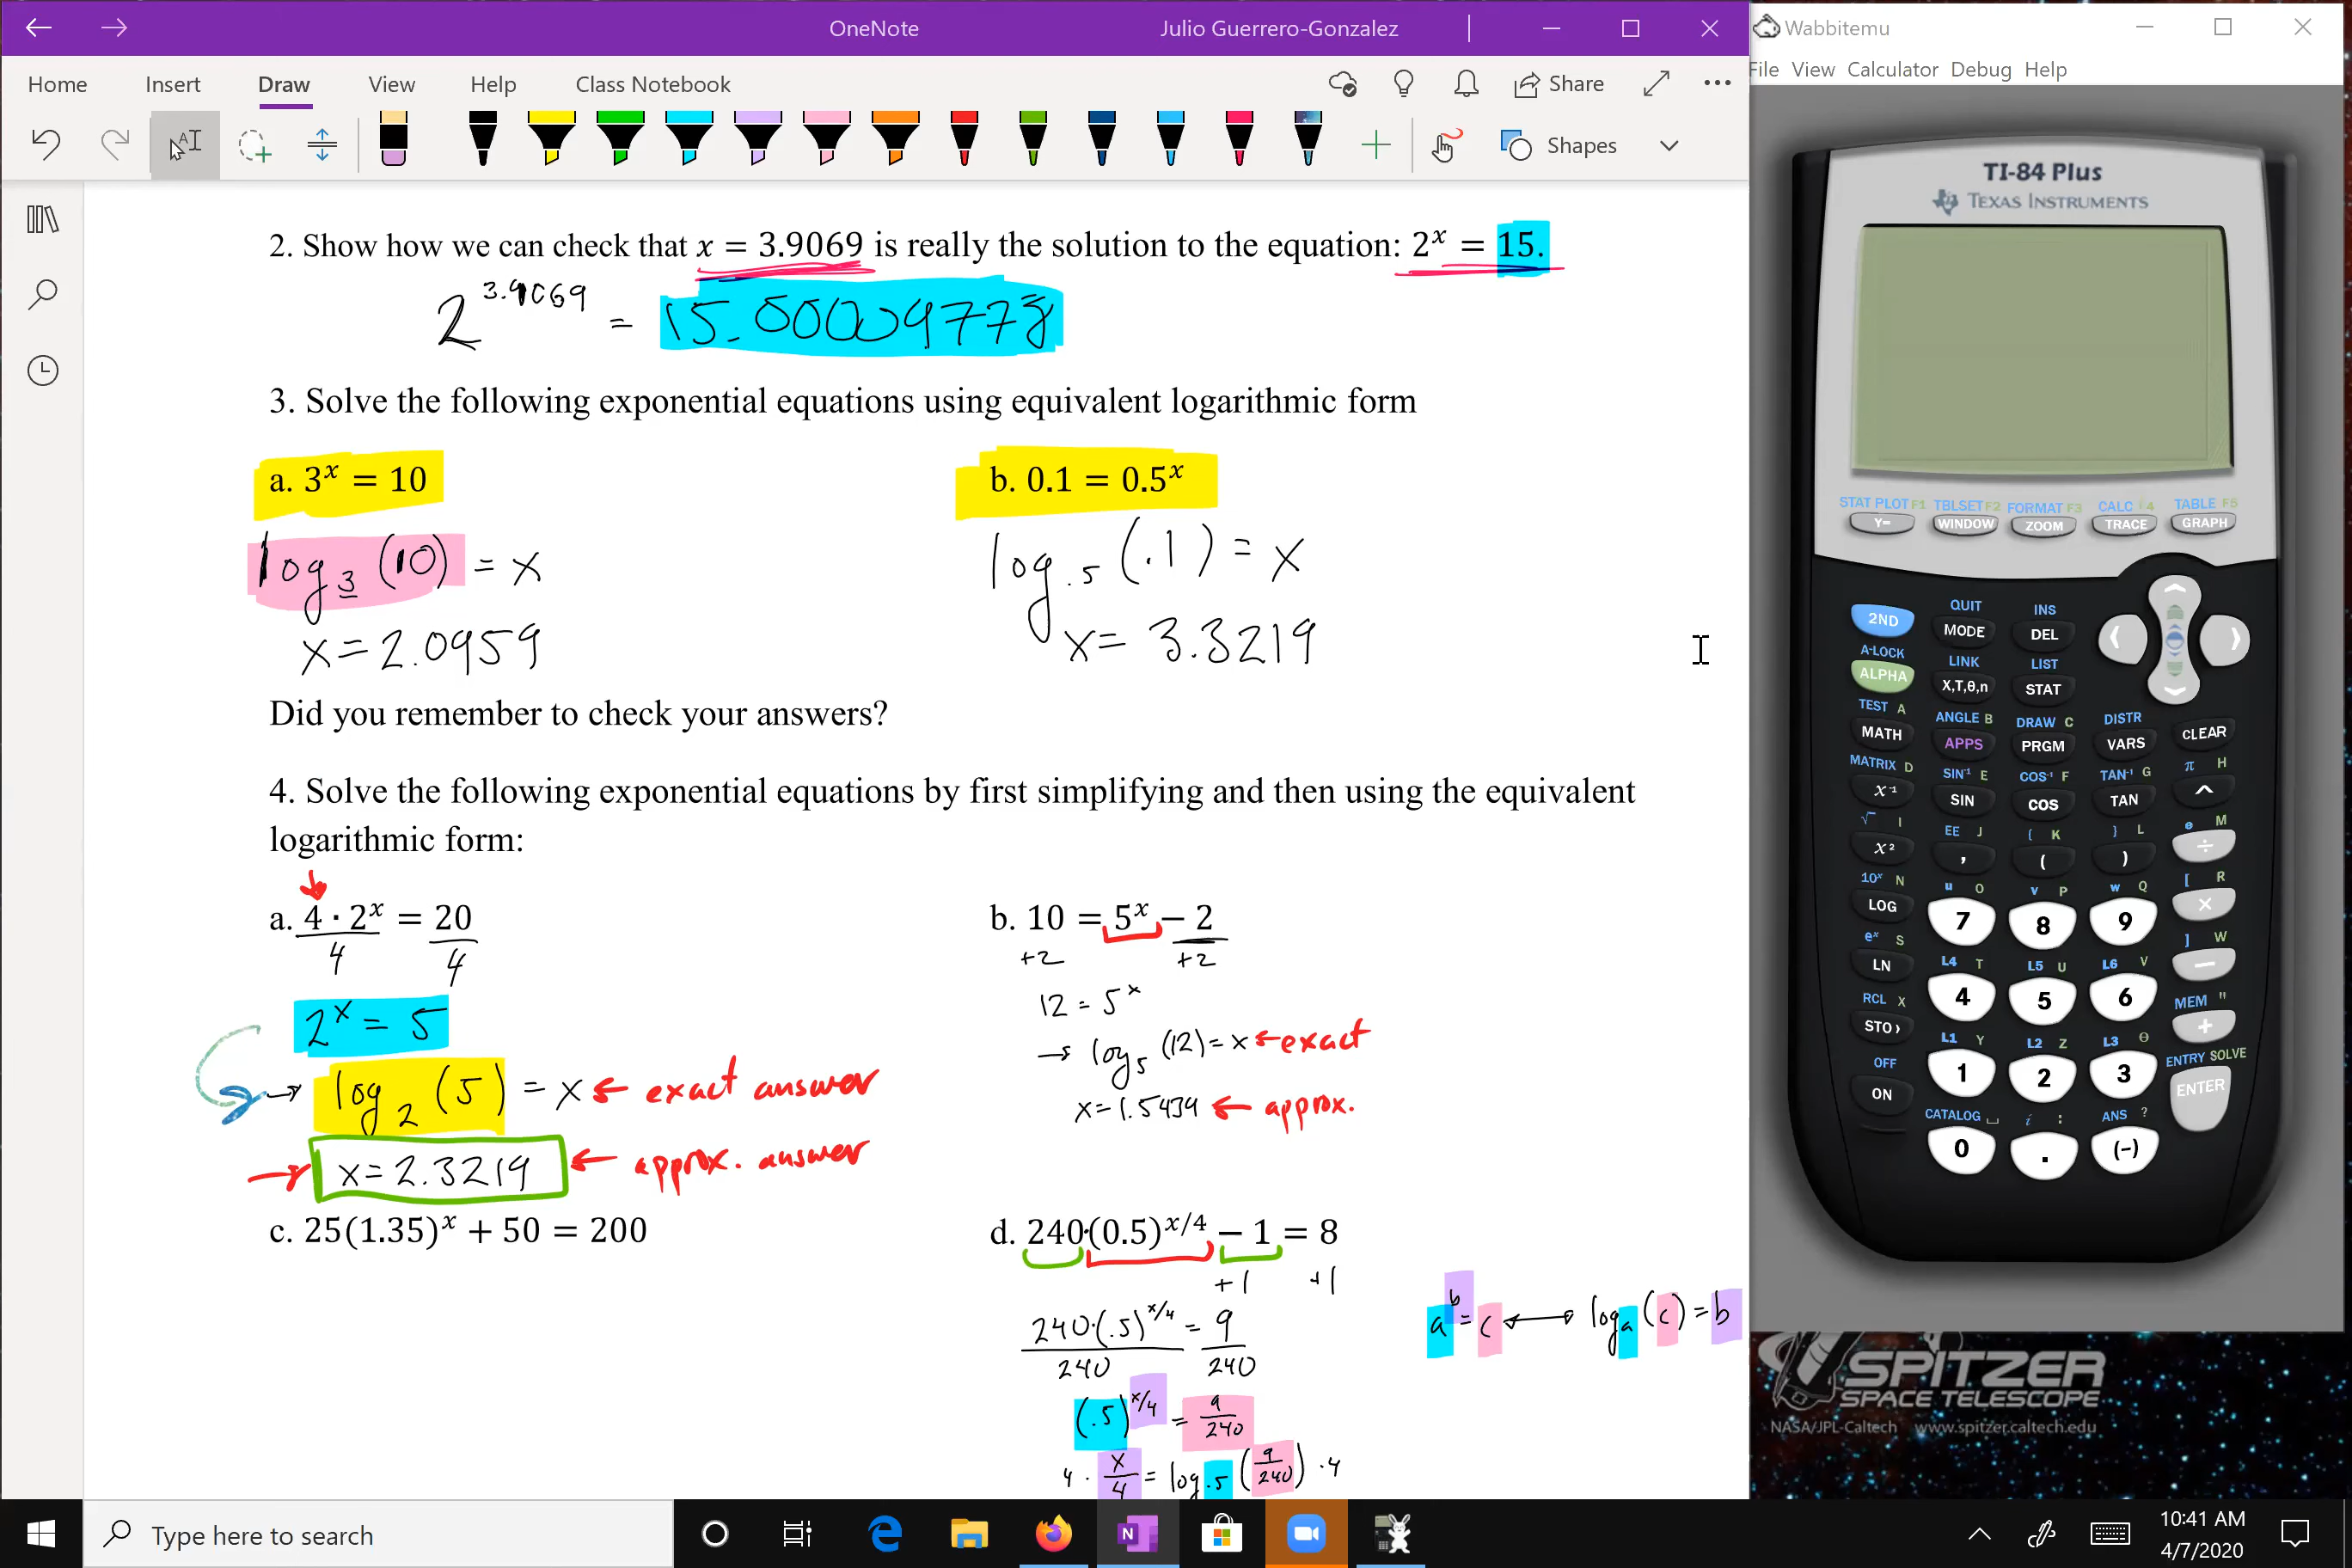 OneNote
Julio Guerrero-Gonzalez
Home Insert Draw View Help Class Notebook Share
Shapes
2. Show how we can check that x = 3.9069 is really the solution to the equation: 2^x = 15.
2^3.9069 = 15.0000097778
3. Solve the following exponential equations using equivalent logarithmic form
a. 3^x = 10
b. 0.1 = 0.5^x
log_3 (10) = x
log_.5 (.1) = x
x = 2.0959
x = 3.3219
Did you remember to check your answers?
4. Solve the following exponential equations by first simplifying and then using the equivalent
logarithmic form:
a. 4 · 2^x = 20
4 4
2^x = 5
→ log_2 (5) = x ← exact answer
→ x = 2.3219 ← approx. answer
b. 10 = 5^x − 2
+2 +2
12 = 5^x
→ log_5 (12) = x ← exact
x = 1.5439 ← approx.
c. 25(1.35)^x + 50 = 200
d. 240·(0.5)^x/4 − 1 = 8
+1 +1
240·(.5)^x/4 = 9
240 240
(.5)^x/4 = 9/240
4 · x/4 = log_.5 (9/240) · 4
a^b = c ↔ log_a (c) = b
Wabbitemu
File View Calculator Debug Help
TI-84 Plus
TEXAS INSTRUMENTS
STAT PLOT F1 TBLSET F2 FORMAT F3 CALC F4 TABLE F5
Y= WINDOW ZOOM TRACE GRAPH
QUIT INS
2ND MODE DEL
A-LOCK LINK LIST
ALPHA X,T,θ,n STAT
TEST A ANGLE B DRAW C DISTR
MATH APPS PRGM VARS CLEAR
MATRIX D SIN⁻¹ E COS⁻¹ F TAN⁻¹ G π H
x⁻¹ SIN COS TAN ^
√ I EE J { K } L e M
x² , ( ) ÷
10ˣ N u O v P w Q [ R
LOG 7 8 9 ×
eˣ S L4 T L5 U L6 V ] W
LN 4 5 6 −
RCL X L1 Y L2 Z L3 θ MEM "
STO› 1 2 3 +
OFF CATALOG i : ANS ? ENTRY SOLVE
ON 0 . (−) ENTER
SPITZER
SPACE TELESCOPE
NASA/JPL-Caltech www.spitzer.caltech.edu
Type here to search
10:41 AM
4/7/2020